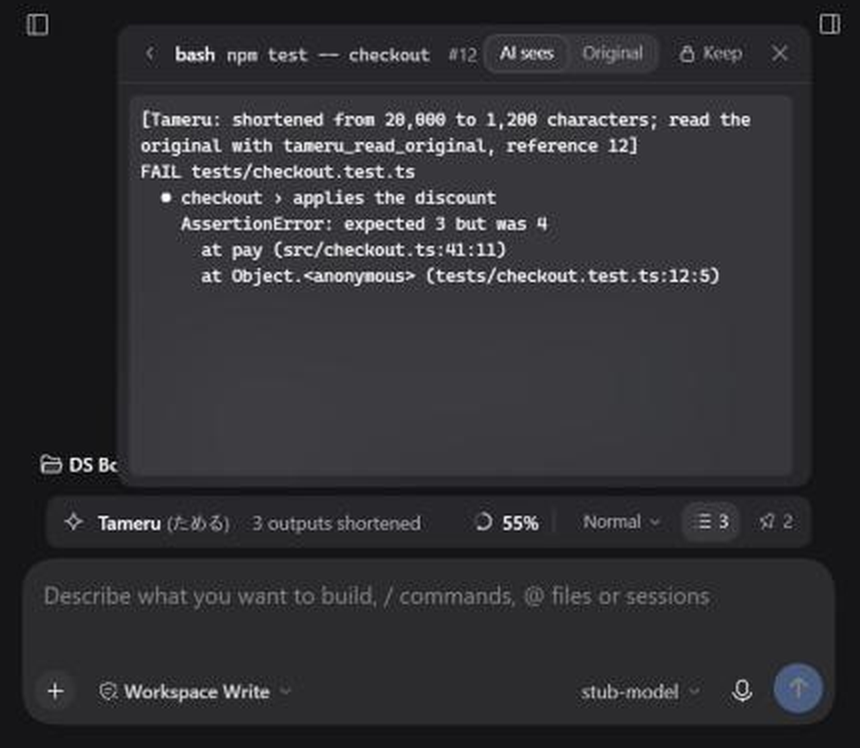 bash npm test -- checkout #12 AI sees Original Keep
[Tameru: shortened from 20,000 to 1,200 characters; read the
original with tameru_read_original, reference 12]
FAIL tests/checkout.test.ts
● checkout › applies the discount
AssertionError: expected 3 but was 4
at pay (src/checkout.ts:41:11)
at Object.<anonymous> (tests/checkout.test.ts:12:5)
DS
Tameru (ためる) 3 outputs shortened 55% Normal 3 2
Describe what you want to build, / commands, @ files or sessions
Workspace Write stub-model